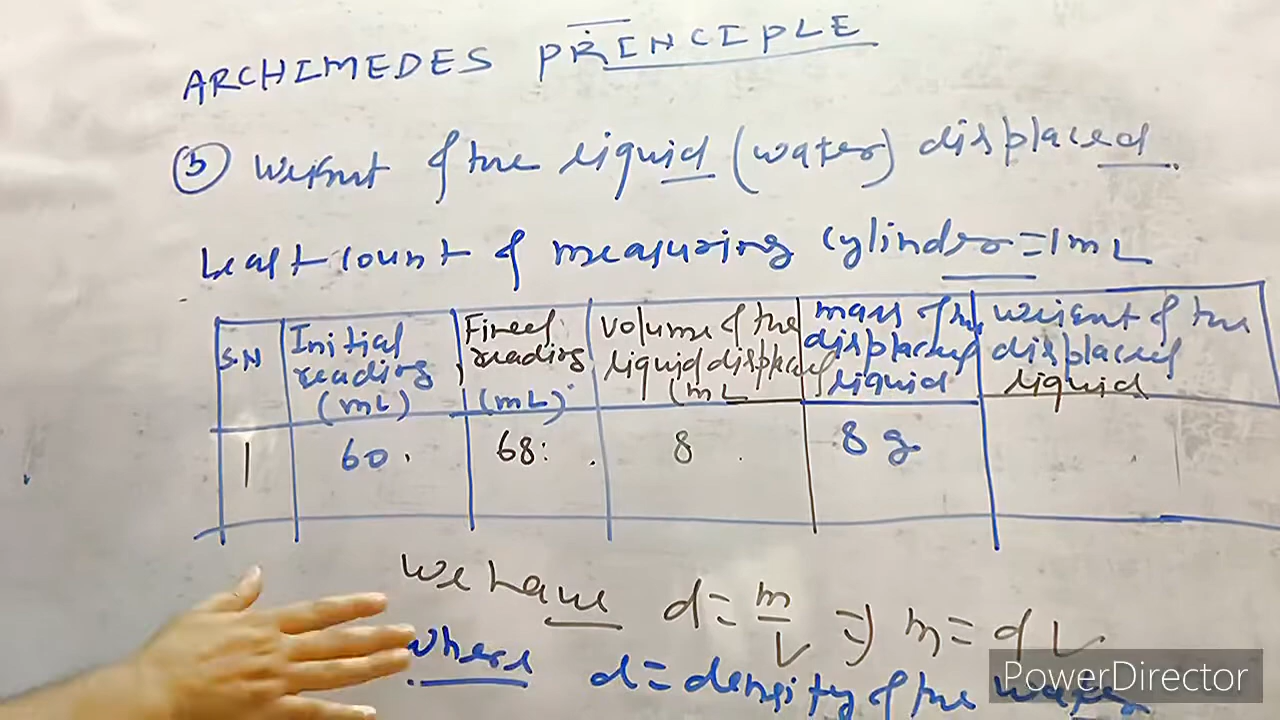 ARCHIMEDES PRINCIPLE
(3) Weight of the liquid (water) displaced.
Least count of measuring cylinder = 1mL
S.N
Initial reading (mL)
Final reading (mL)
Volume of the liquid displaced (mL
mass of the displaced liquid
weight of the displaced liquid
1 60. 68: 8 8 g
We have d = m/V ⇒ m = dV
where d = density of the water
PowerDirector